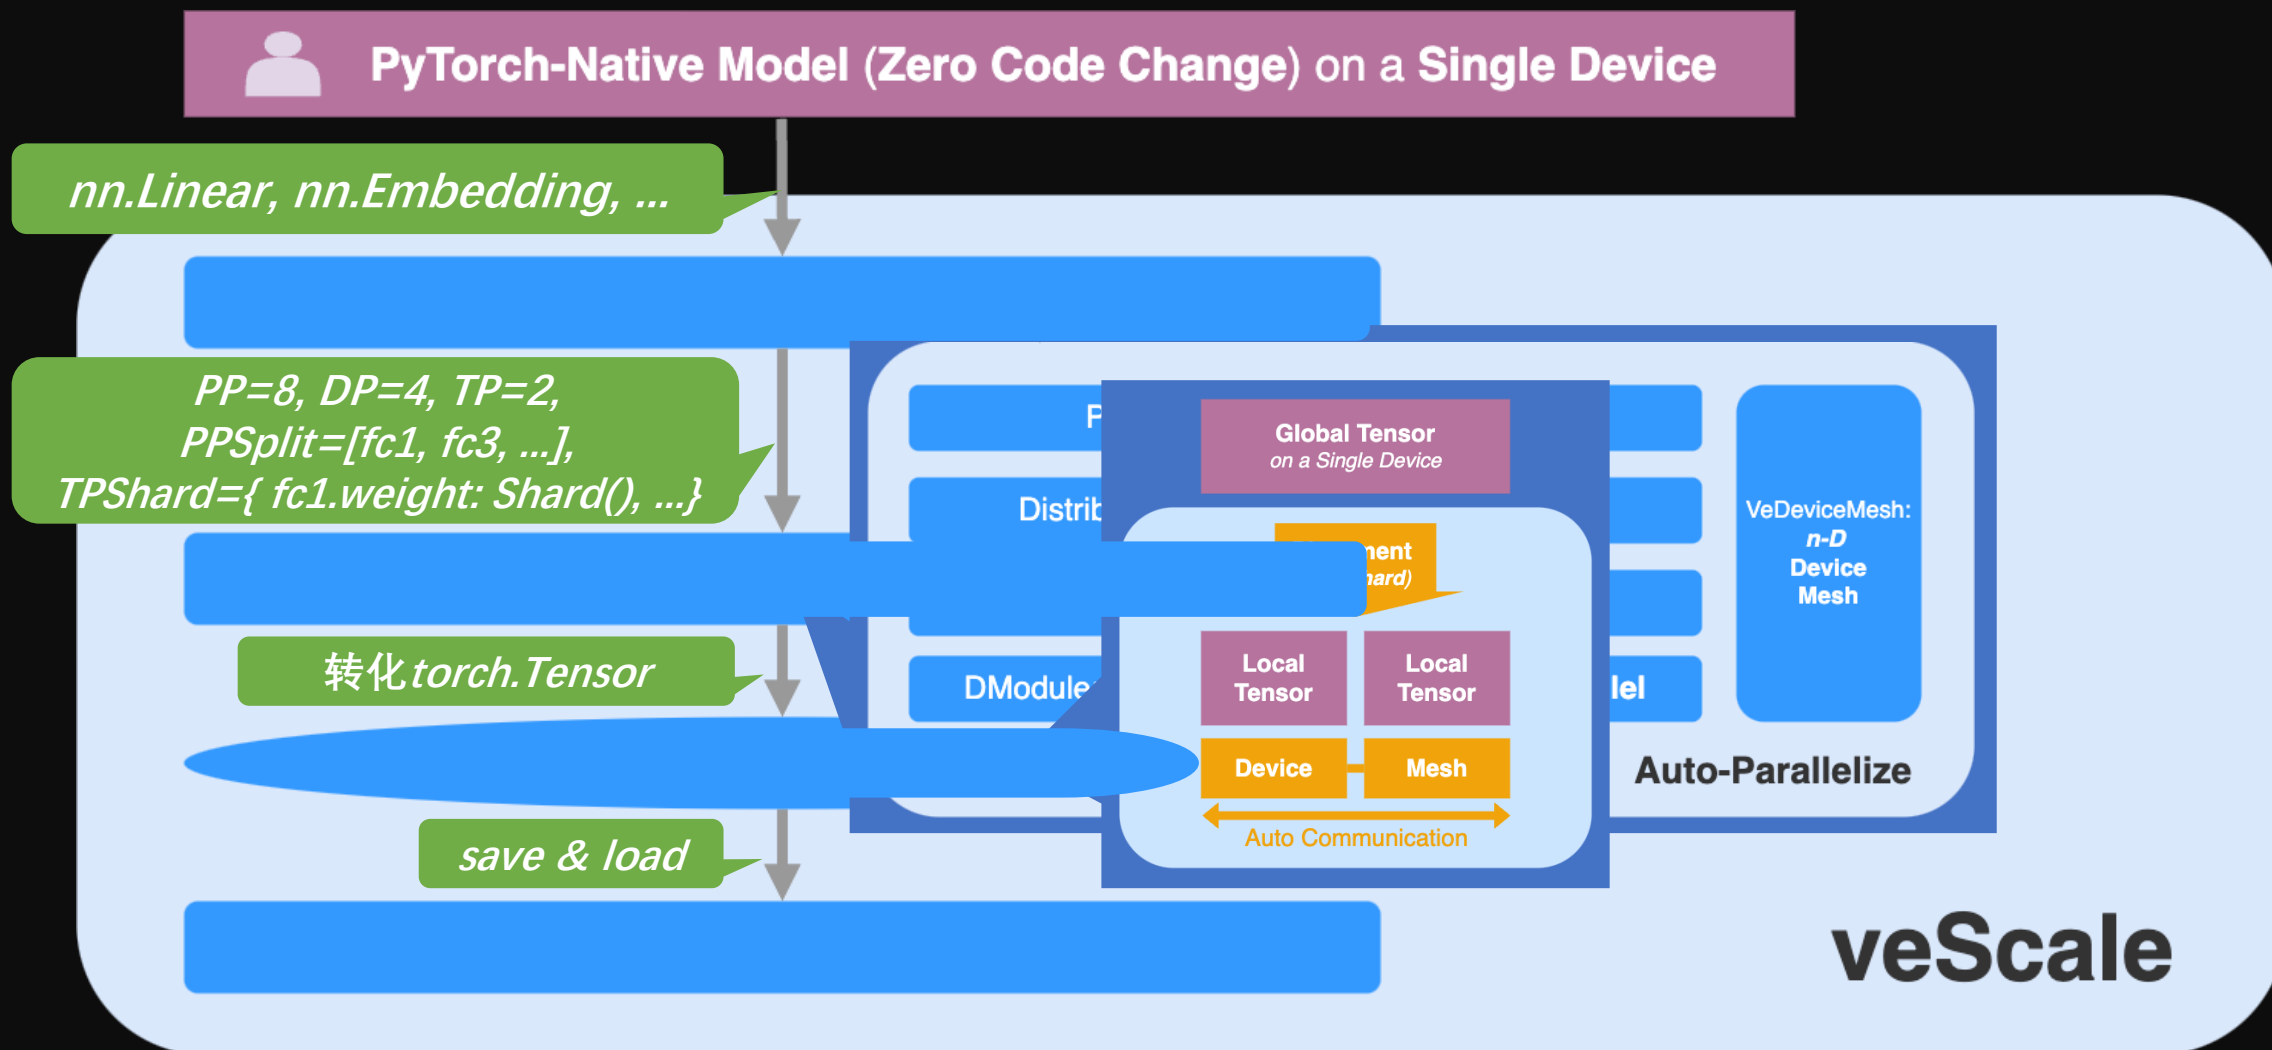 PyTorch-Native Model (Zero Code Change) on a Single Device
nn.Linear, nn.Embedding, ...
PP=8, DP=4, TP=2,
PPSplit=[fc1, fc3, ...],
TPShard={ fc1.weight: Shard(), ...}
转化torch.Tensor
save & load
DModule
Global Tensor
on a Single Device
Local
Tensor
Local
Tensor
Device
Mesh
Auto Communication
VeDeviceMesh:
n-D
Device
Mesh
Auto-Parallelize
veScale